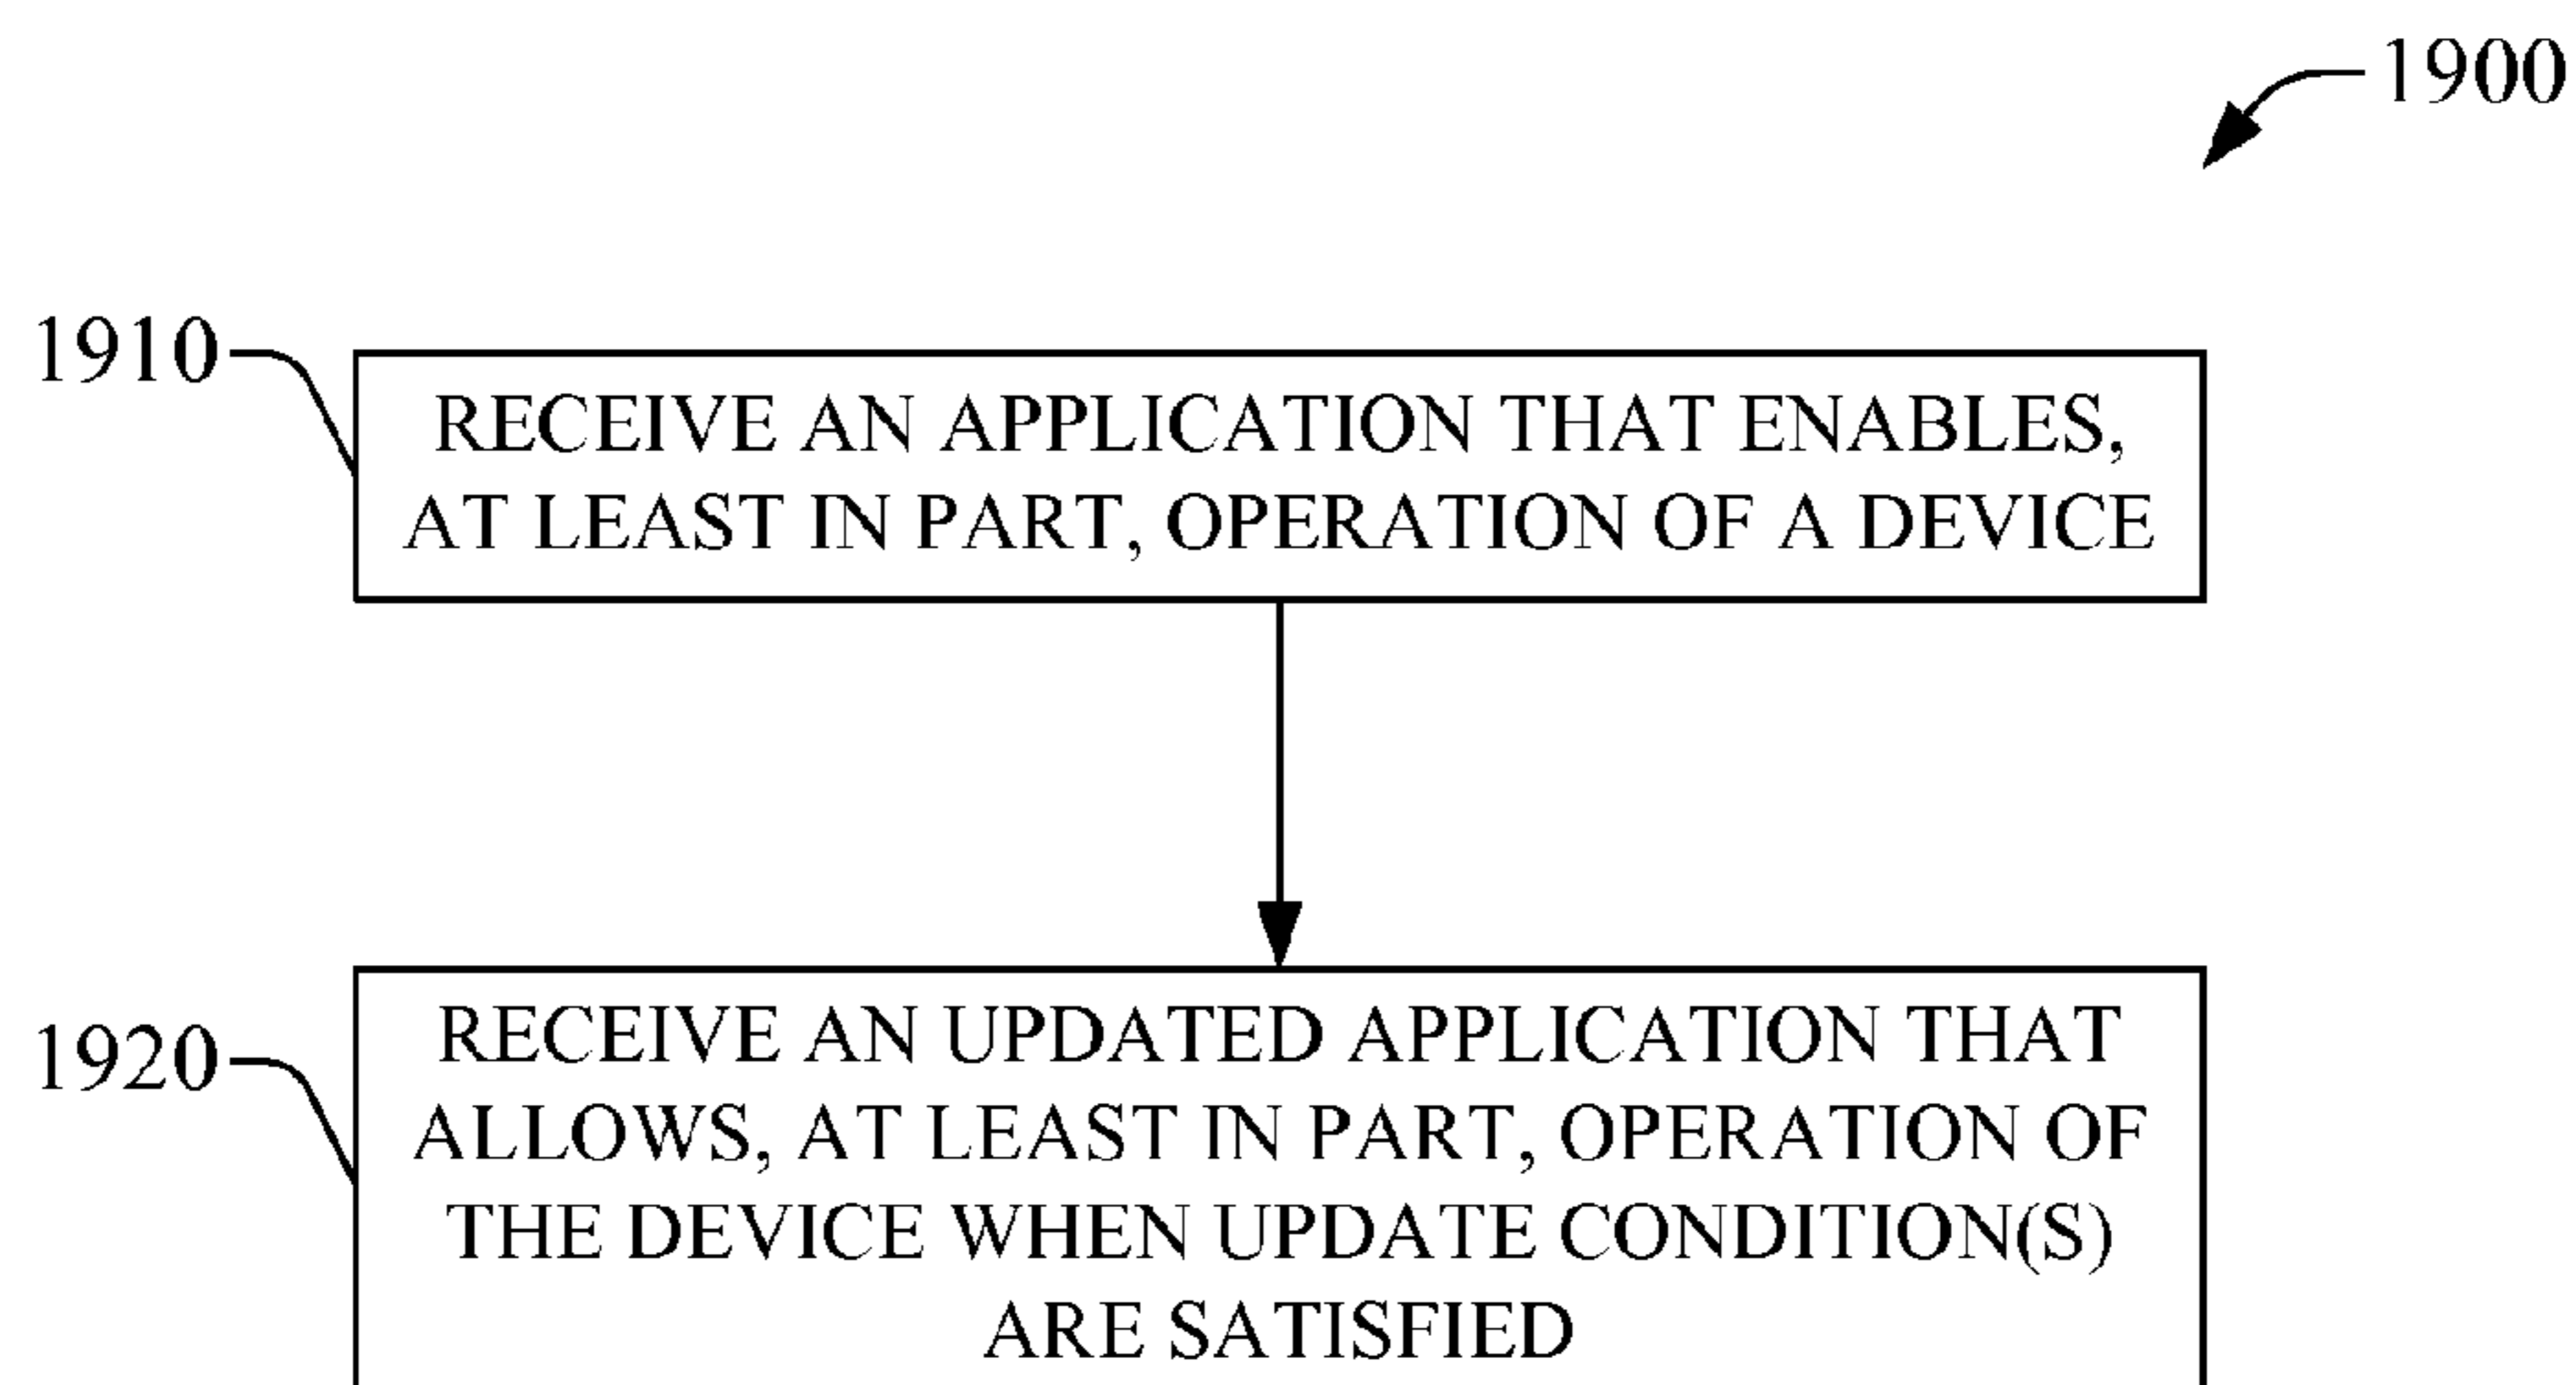 1900
1910
RECEIVE AN APPLICATION THAT ENABLES,
AT LEAST IN PART, OPERATION OF A DEVICE
1920
RECEIVE AN UPDATED APPLICATION THAT
ALLOWS, AT LEAST IN PART, OPERATION OF
THE DEVICE WHEN UPDATE CONDITION(S)
ARE SATISFIED